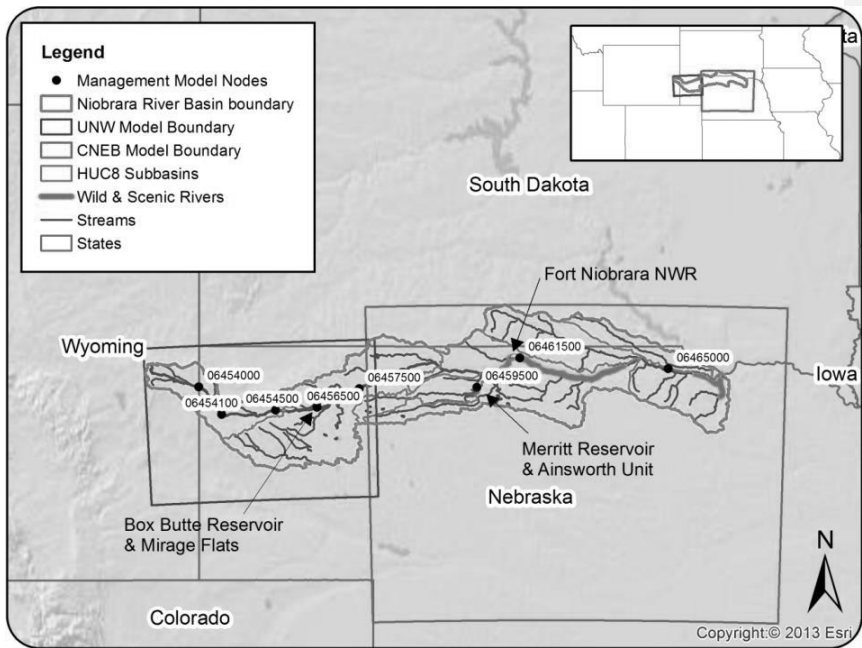 Legend
Management Model Nodes
Niobrara River Basin boundary
UNW Model Boundary
CNEB Model Boundary
HUC8 Subbasins
Wild & Scenic Rivers
Streams
States
ta
South Dakota
Fort Niobrara NWR
Wyoming
06461500
06465000
06454000
06457500
Iowa
06454500
06456500
06459500
06454100
Merritt Reservoir
& Ainsworth Unit
Nebraska
Box Butte Reservoir
& Mirage Flats
N
Colorado
Copyright:© 2013 Esri